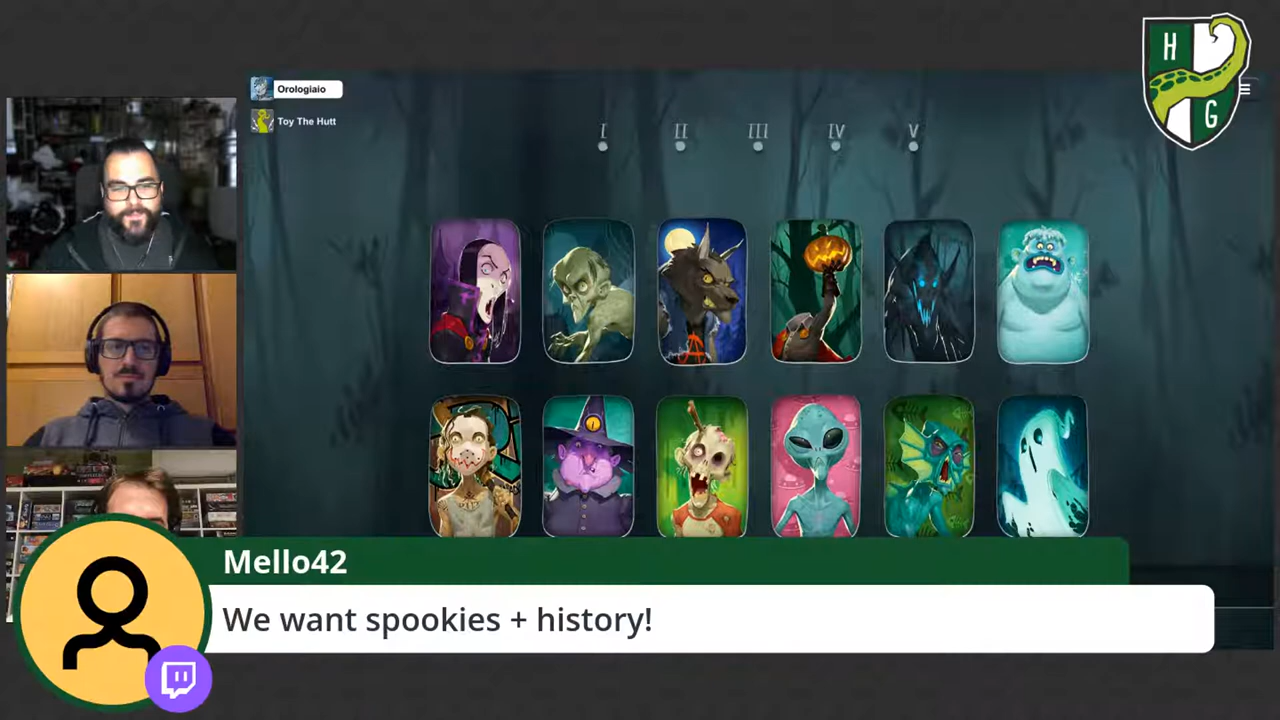 H
G
Orologiaio
Toy The Hutt
I II III IV V
Mello42
We want spookies + history!